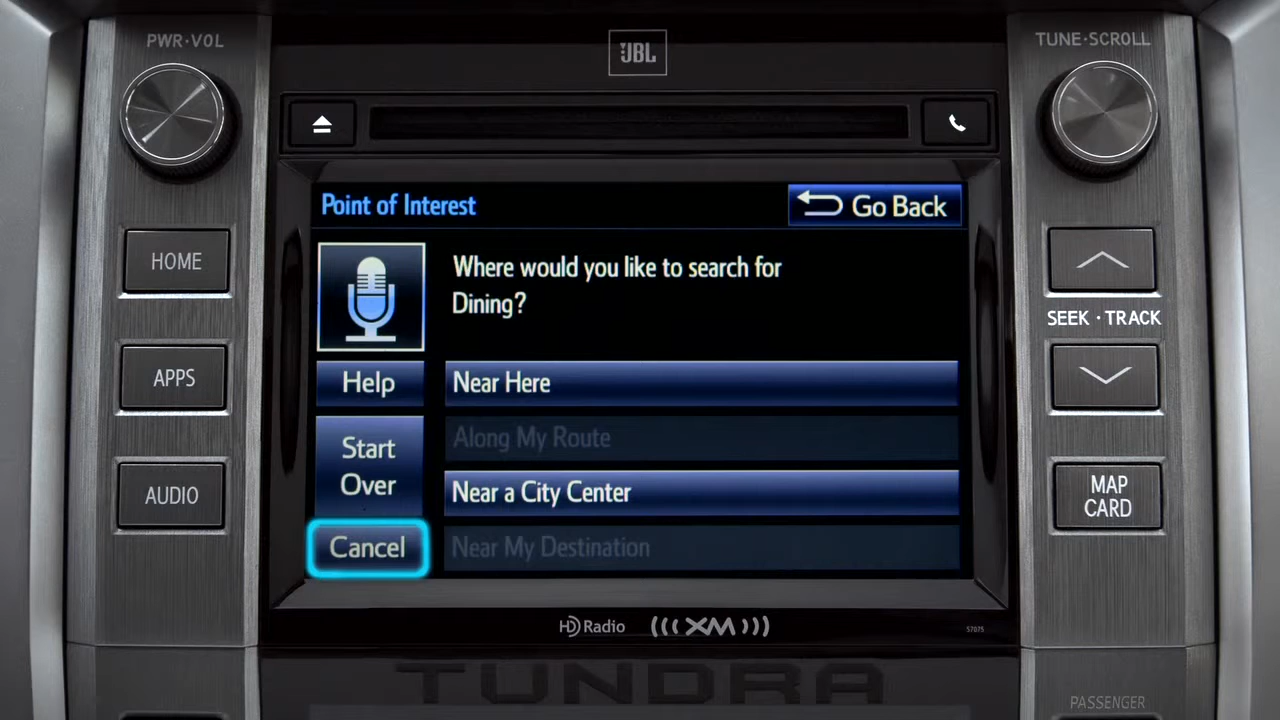 PWR·VOL
JBL
TUNE·SCROLL
Point of Interest
Go Back
HOME
Where would you like to search for
Dining?
SEEK · TRACK
APPS
Help
Near Here
Start
Over
Along My Route
AUDIO
Near a City Center
MAP
CARD
Cancel
Near My Destination
HD Radio
((( XM )))
57075
TUNDRA
PASSENGER